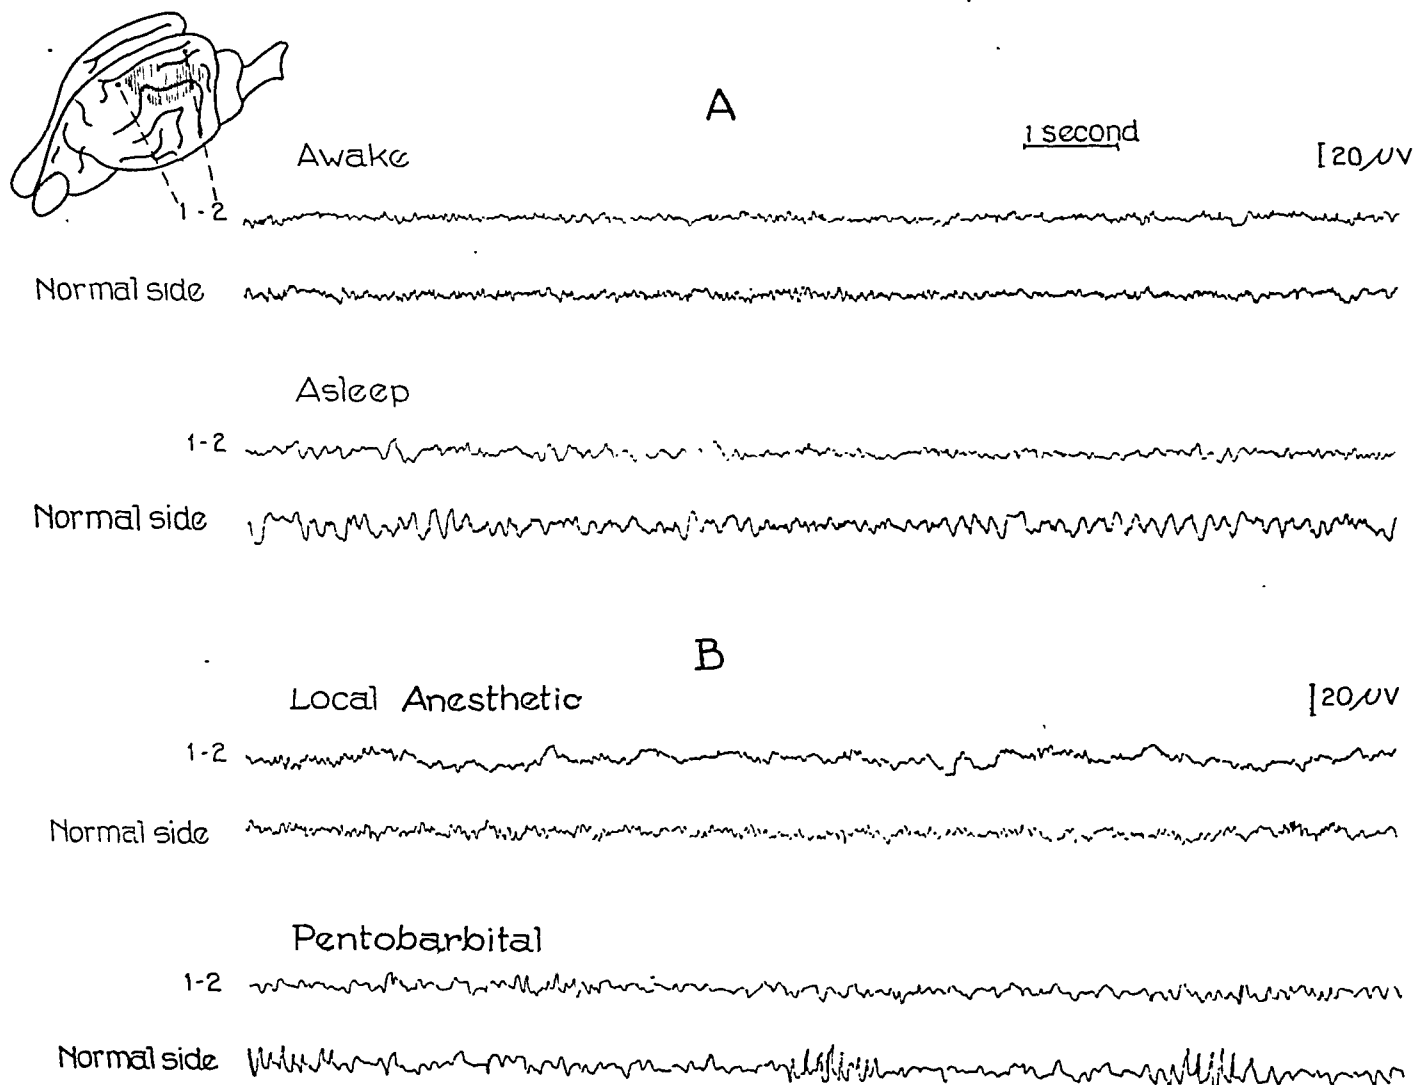 A
1 second
[20 μV
Awake
1-2
Normal side
Asleep
1-2
Normal side
B
Local Anesthetic
[20 μV
1-2
Normal side
Pentobarbital
1-2
Normal side